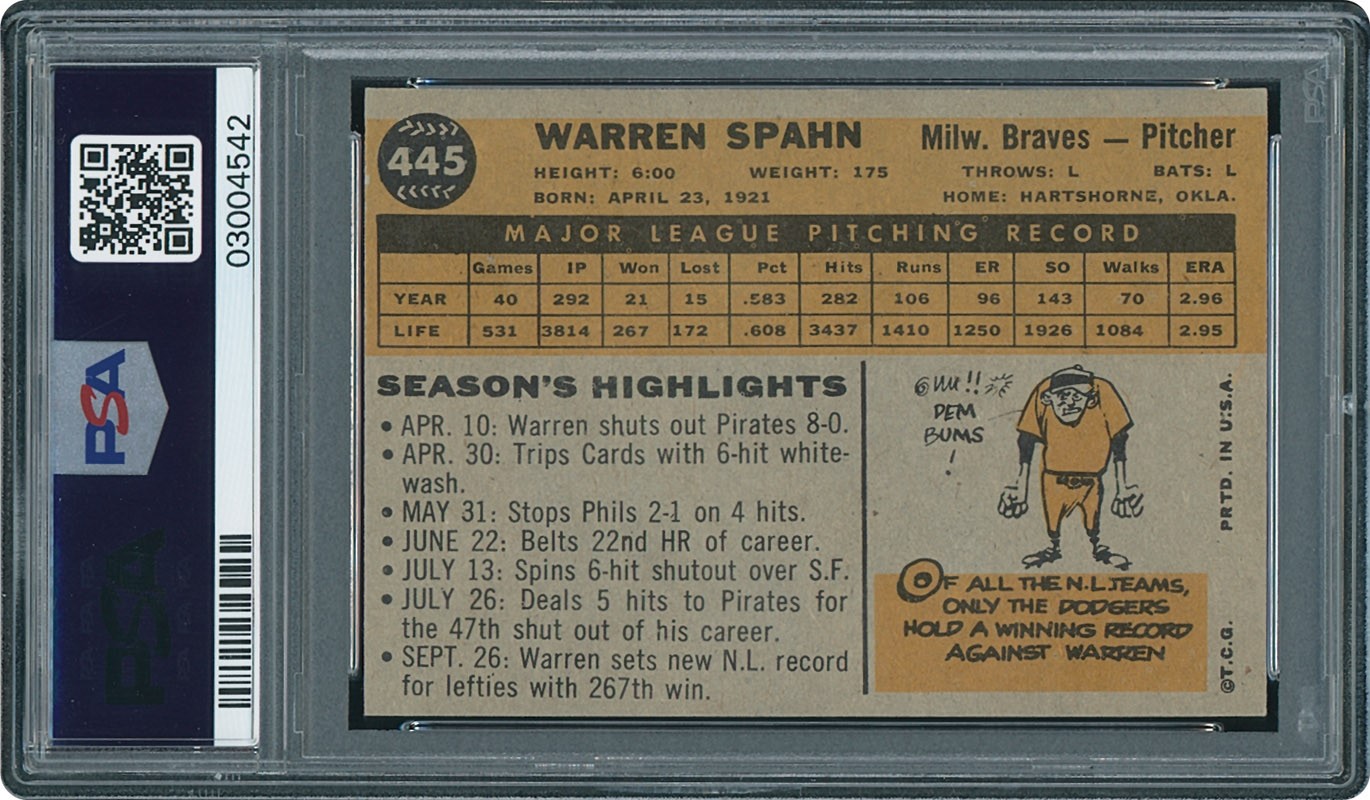 PSA
03004542
PSA
PSA
445
WARREN SPAHN
Milw. Braves — Pitcher
HEIGHT: 6:00 WEIGHT: 175 THROWS: L BATS: L
BORN: APRIL 23, 1921 HOME: HARTSHORNE, OKLA.
MAJOR LEAGUE PITCHING RECORD
Games IP Won Lost Pct Hits Runs ER SO Walks ERA
YEAR 40 292 21 15 .583 282 106 96 143 70 2.96
LIFE 531 3814 267 172 .608 3437 1410 1250 1926 1084 2.95
SEASON'S HIGHLIGHTS
• APR. 10: Warren shuts out Pirates 8-0.
• APR. 30: Trips Cards with 6-hit white-
wash.
• MAY 31: Stops Phils 2-1 on 4 hits.
• JUNE 22: Belts 22nd HR of career.
• JULY 13: Spins 6-hit shutout over S.F.
• JULY 26: Deals 5 hits to Pirates for
the 47th shut out of his career.
• SEPT. 26: Warren sets new N.L. record
for lefties with 267th win.
DEM
BUMS
!
OF ALL THE N.L. TEAMS,
ONLY THE DODGERS
HOLD A WINNING RECORD
AGAINST WARREN
PRTD. IN U.S.A.
©T.C.G.